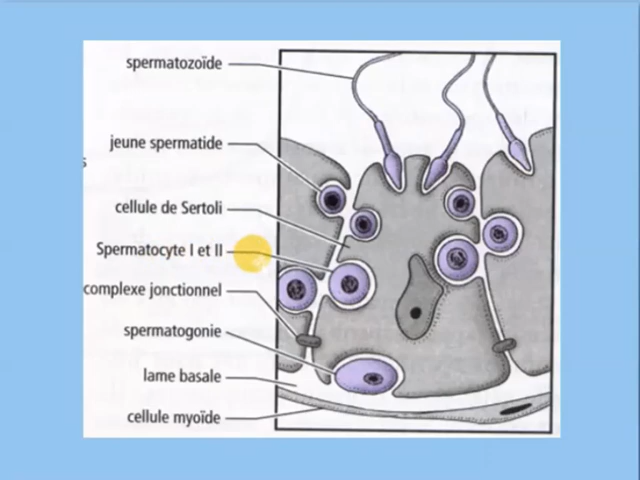 spermatozoïde
jeune spermatide
s
cellule de Sertoli
Spermatocyte I et II
complexe jonctionnel
spermatogonie
lame basale
cellule myoïde